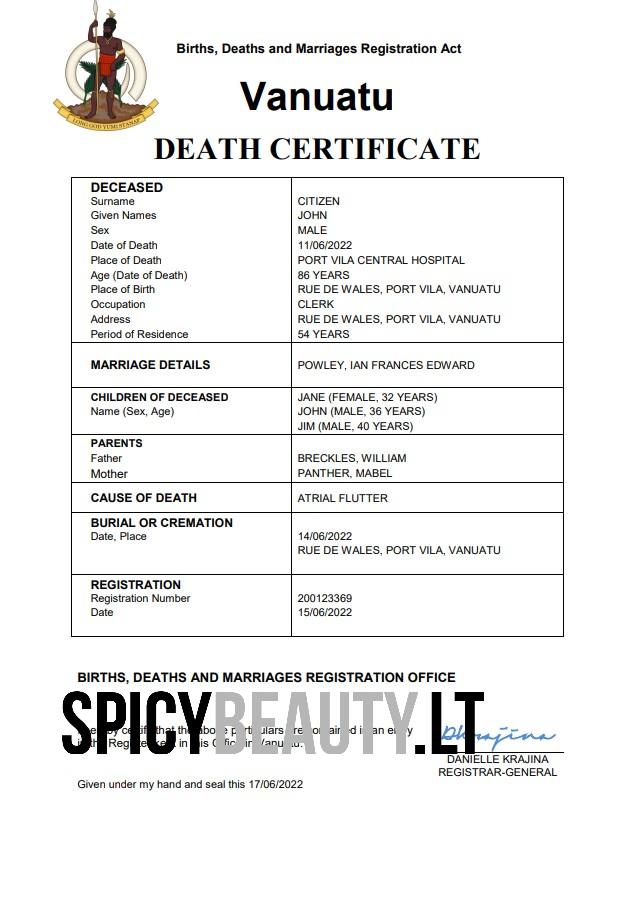 Births, Deaths and Marriages Registration Act
Vanuatu
DEATH CERTIFICATE
DECEASED
Surname CITIZEN
Given Names JOHN
Sex MALE
Date of Death 11/06/2022
Place of Death PORT VILA CENTRAL HOSPITAL
Age (Date of Death) 86 YEARS
Place of Birth RUE DE WALES, PORT VILA, VANUATU
Occupation CLERK
Address RUE DE WALES, PORT VILA, VANUATU
Period of Residence 54 YEARS
MARRIAGE DETAILS POWLEY, IAN FRANCES EDWARD
CHILDREN OF DECEASED JANE (FEMALE, 32 YEARS)
Name (Sex, Age) JOHN (MALE, 36 YEARS)
JIM (MALE, 40 YEARS)
PARENTS
Father BRECKLES, WILLIAM
Mother PANTHER, MABEL
CAUSE OF DEATH ATRIAL FLUTTER
BURIAL OR CREMATION
Date, Place 14/06/2022
RUE DE WALES, PORT VILA, VANUATU
REGISTRATION
Registration Number 200123369
Date 15/06/2022
BIRTHS, DEATHS AND MARRIAGES REGISTRATION OFFICE
SPICYBEAUTY.LT
certify that the above particulars are contained in an entry
in the Register kept in this Office in Vanuatu.
Dkrajina
DANIELLE KRAJINA
REGISTRAR-GENERAL
Given under my hand and seal this 17/06/2022
LONG GOD YUMI STANAP